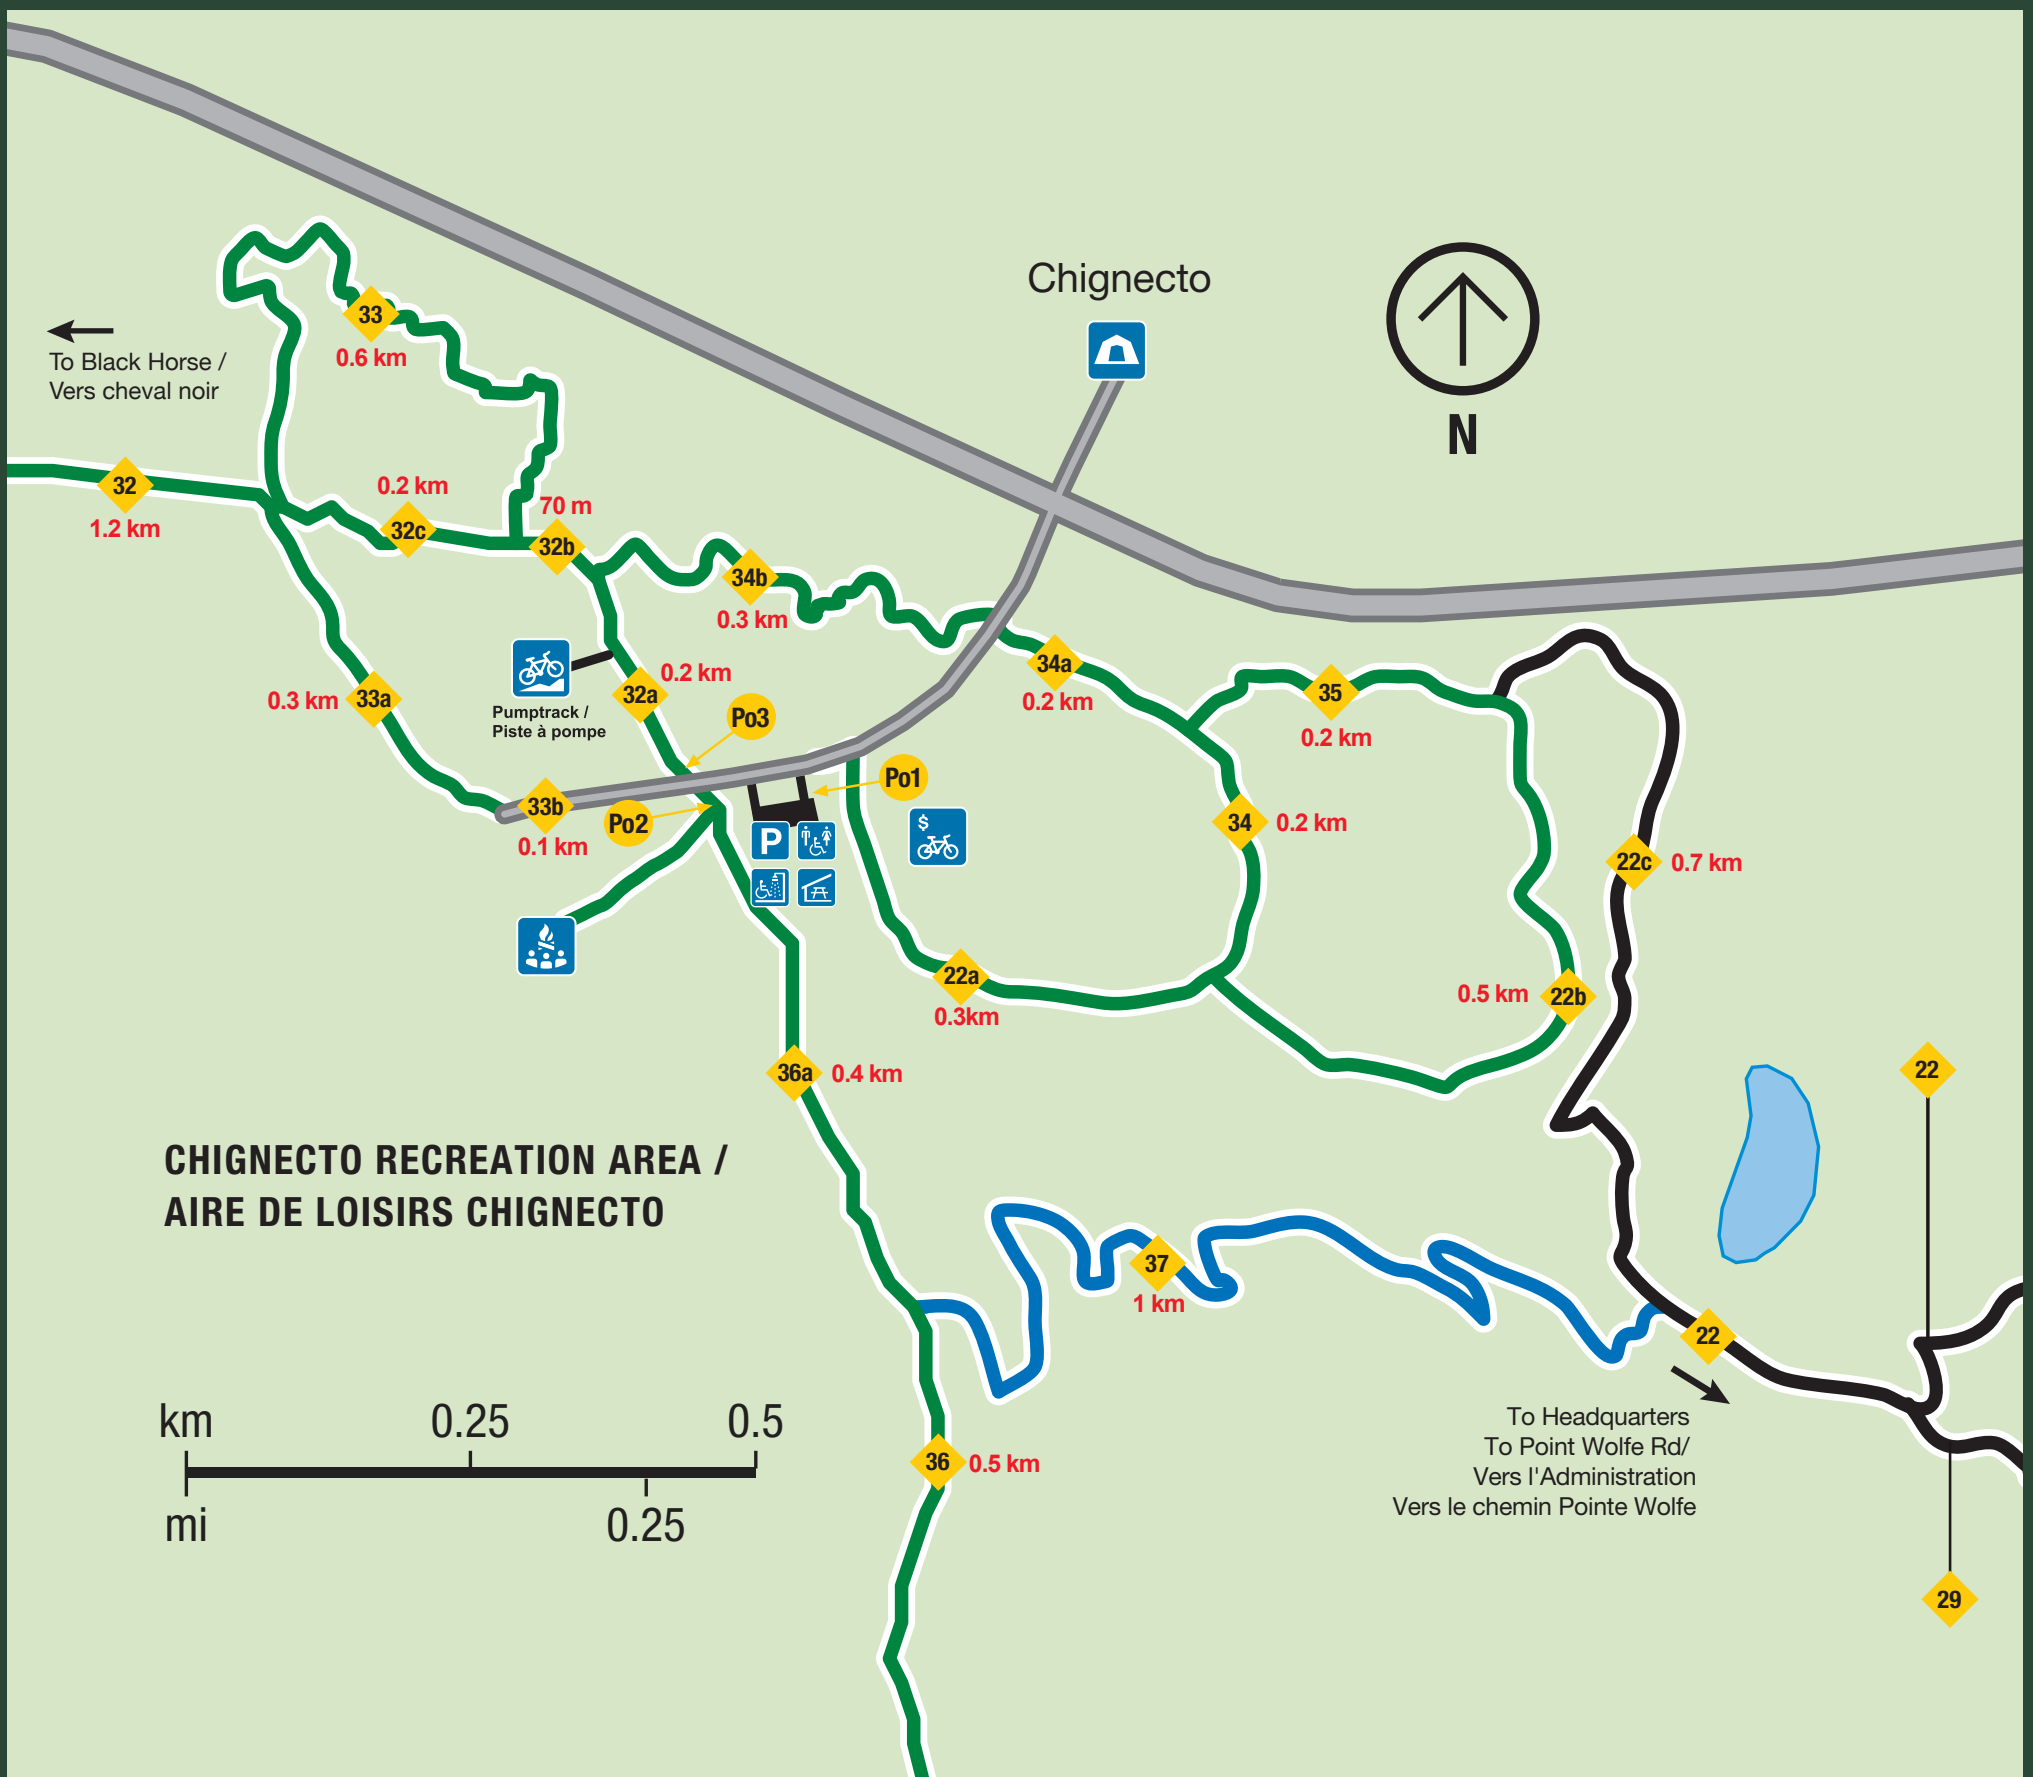 Chignecto
33
0.6 km
To Black Horse /
Vers cheval noir
N
32
1.2 km
0.2 km
32c
70 m
32b
34b
0.3 km
34a
0.2 km
35
0.2 km
0.3 km
33a
Pumptrack /
Piste à pompe
0.2 km
32a
Po3
Po1
33b
0.1 km
Po2
P
$
34
0.2 km
22c
0.7 km
22a
0.3km
0.5 km
22b
36a
0.4 km
22
CHIGNECTO RECREATION AREA /
AIRE DE LOISIRS CHIGNECTO
37
1 km
22
To Headquarters
To Point Wolfe Rd/
Vers l'Administration
Vers le chemin Pointe Wolfe
km 0.25 0.5
mi 0.25
36
0.5 km
29